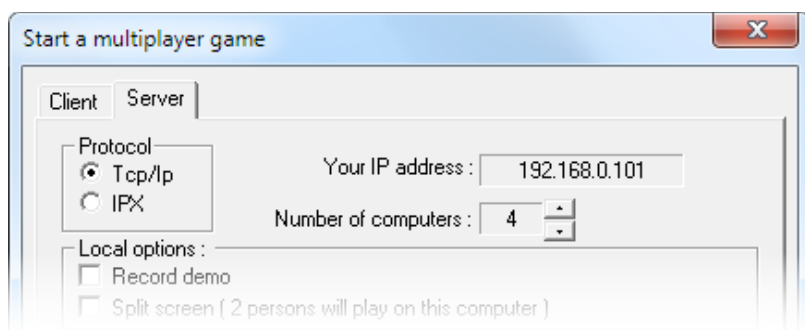 Start a multiplayer game
Client Server
Protocol
Tcp/Ip
IPX
Your IP address : 192.168.0.101
Number of computers : 4
Local options :
Record demo
Split screen ( 2 persons will play on this computer )